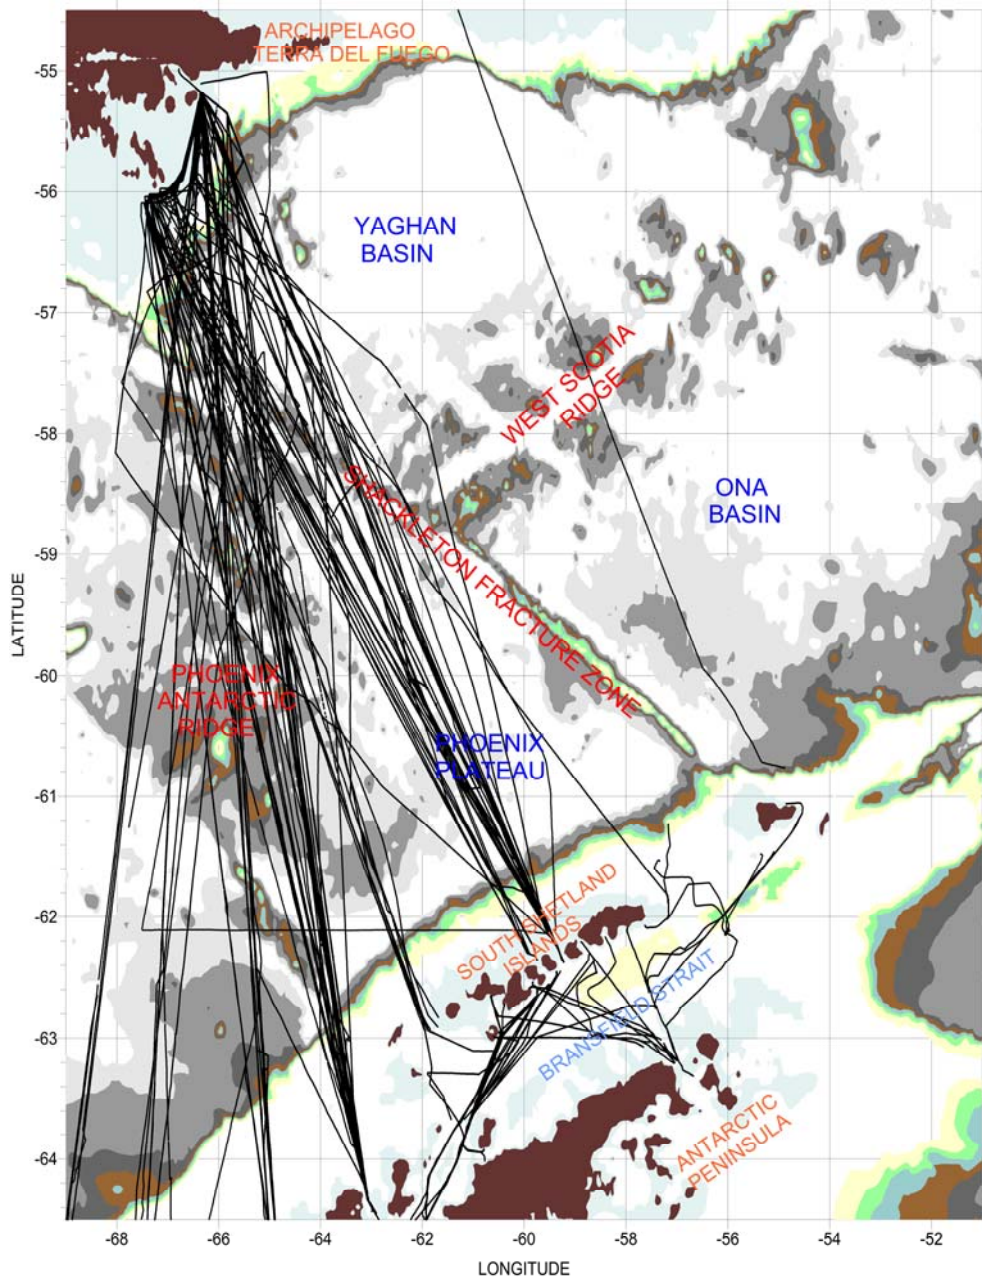 ARCHIPELAGO
TERRA DEL FUEGO
-55
-56
YAGHAN
BASIN
-57
WEST SCOTIA
RIDGE
-58
SHACKLETON FRACTURE ZONE
ONA
BASIN
-59
LATITUDE
-60
PHOENIX
ANTARCTIC
RIDGE
PHOENIX
PLATEAU
-61
-62
SOUTH SHETLAND
ISLANDS
BRANSFIELD STRAIT
-63
ANTARCTIC
PENINSULA
-64
-68 -66 -64 -62 -60 -58 -56 -54 -52
LONGITUDE